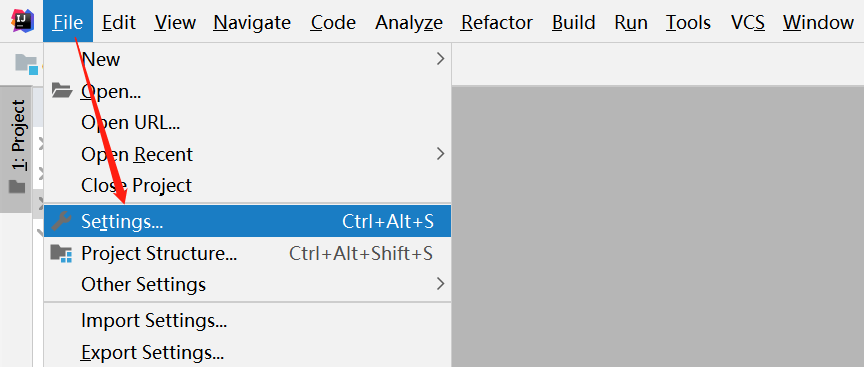 IJ File Edit View Navigate Code Analyze Refactor Build Run Tools VCS Window
1: Project
New
Open...
Open URL...
Open Recent
Close Project
Settings... Ctrl+Alt+S
Project Structure... Ctrl+Alt+Shift+S
Other Settings
Import Settings...
Export Settings...